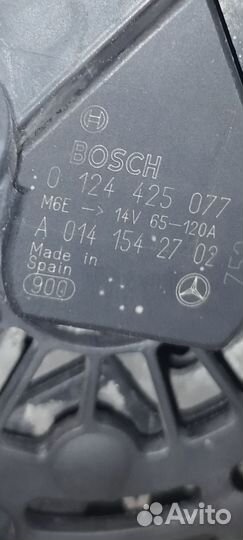 BOSCH
0 124 425 077
M6E → 14V 65-120A
A 014 154 27 02
Made in
Spain
900
Avito